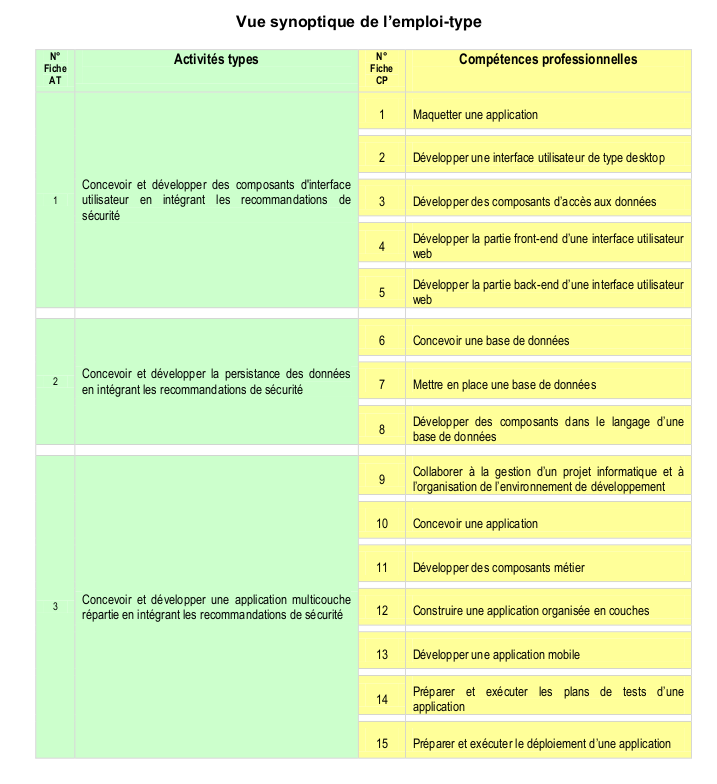 Vue synoptique de l'emploi-type
N°
Fiche
AT
Activités types
N°
Fiche
CP
Compétences professionnelles
1
Concevoir et développer des composants d'interface
utilisateur en intégrant les recommandations de
sécurité
1
Maquetter une application
2
Développer une interface utilisateur de type desktop
3
Développer des composants d'accès aux données
4
Développer la partie front-end d'une interface utilisateur
web
5
Développer la partie back-end d'une interface utilisateur
web
2
Concevoir et développer la persistance des données
en intégrant les recommandations de sécurité
6
Concevoir une base de données
7
Mettre en place une base de données
8
Développer des composants dans le langage d'une
base de données
3
Concevoir et développer une application multicouche
répartie en intégrant les recommandations de sécurité
9
Collaborer à la gestion d'un projet informatique et à
l'organisation de l'environnement de développement
10
Concevoir une application
11
Développer des composants métier
12
Construire une application organisée en couches
13
Développer une application mobile
14
Préparer et exécuter les plans de tests d'une
application
15
Préparer et exécuter le déploiement d'une application